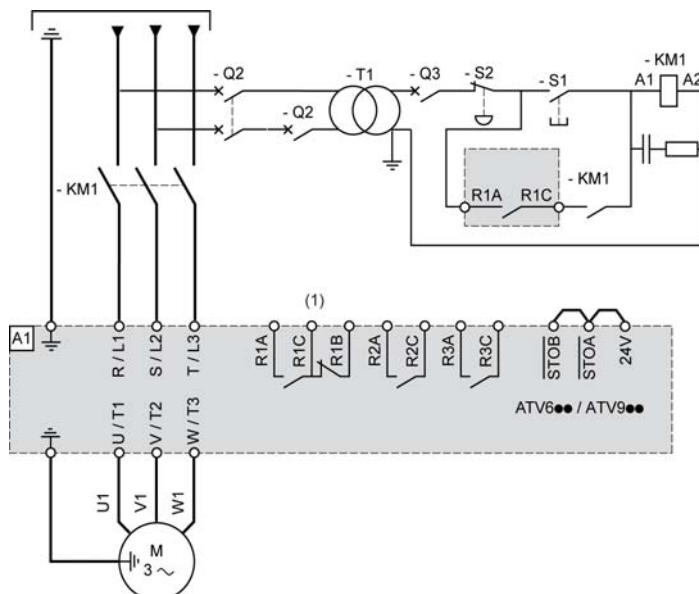 - Q2
- T1
- Q3
- S2
- S1
- KM1
A1
A2
- Q2
- KM1
R1A
R1C
- KM1
(1)
A1
R / L1
S / L2
T / L3
R1A
R1C
R1B
R2A
R2C
R3A
R3C
STOB
STOA
24V
ATV6●● / ATV9●●
U / T1
V / T2
W / T3
U1
V1
W1
M
3 ~